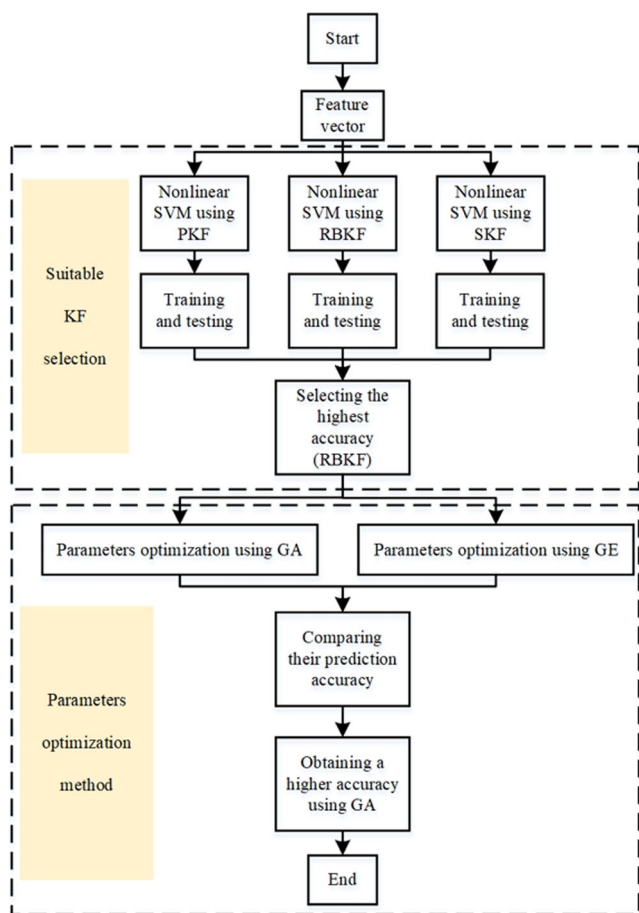 Start
Feature
vector
Suitable
KF
selection
Nonlinear
SVM using
PKF
Nonlinear
SVM using
RBKF
Nonlinear
SVM using
SKF
Training
and testing
Training
and testing
Training
and testing
Selecting the
highest
accuracy
(RBKF)
Parameters optimization using GA
Parameters optimization using GE
Parameters
optimization
method
Comparing
their prediction
accuracy
Obtaining a
higher accuracy
using GA
End